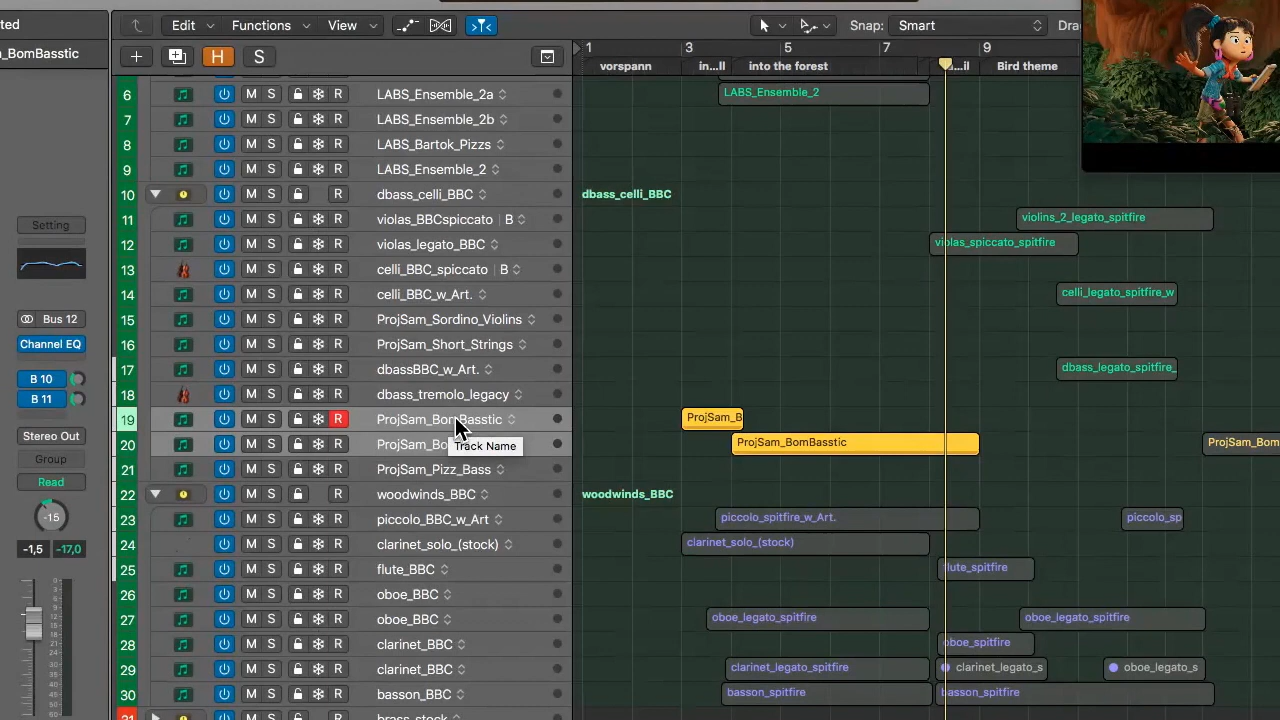 ted
_BomBasstic
Edit Functions View Snap: Smart Dra
H S 1 3 5 7 9
vorspann in...ll into the forest ...il Bird theme
6 M S R LABS_Ensemble_2a LABS_Ensemble_2
7 M S R LABS_Ensemble_2b
8 M S R LABS_Bartok_Pizzs
9 M S R LABS_Ensemble_2
10 M S R dbass_celli_BBC dbass_celli_BBC
11 M S R violas_BBCspiccato B violins_2_legato_spitfire
12 M S R violas_legato_BBC violas_spiccato_spitfire
13 M S R celli_BBC_spiccato B
14 M S R celli_BBC_w_Art. celli_legato_spitfire_w
15 M S R ProjSam_Sordino_Violins
16 M S R ProjSam_Short_Strings
17 M S R dbassBBC_w_Art. dbass_legato_spitfire_
18 M S R dbass_tremolo_legacy
19 M S R ProjSam_BomBasstic ProjSam_B
20 M S R ProjSam_Bo ProjSam_BomBasstic ProjSam_Bom
Track Name
21 M S R ProjSam_Pizz_Bass
22 M S R woodwinds_BBC woodwinds_BBC
23 M S R piccolo_BBC_w_Art piccolo_spitfire_w_Art. piccolo_sp
24 M S R clarinet_solo_(stock) clarinet_solo_(stock)
25 M S R flute_BBC flute_spitfire
26 M S R oboe_BBC
27 M S R oboe_BBC oboe_legato_spitfire oboe_legato_spitfire
28 M S R clarinet_BBC oboe_spitfire
29 M S R clarinet_BBC clarinet_legato_spitfire clarinet_legato_s oboe_legato_s
30 M S R basson_BBC basson_spitfire basson_spitfire
31 brass_stock
Setting
Bus 12
Channel EQ
B 10
B 11
Stereo Out
Group
Read
-15
-1,5 -17,0